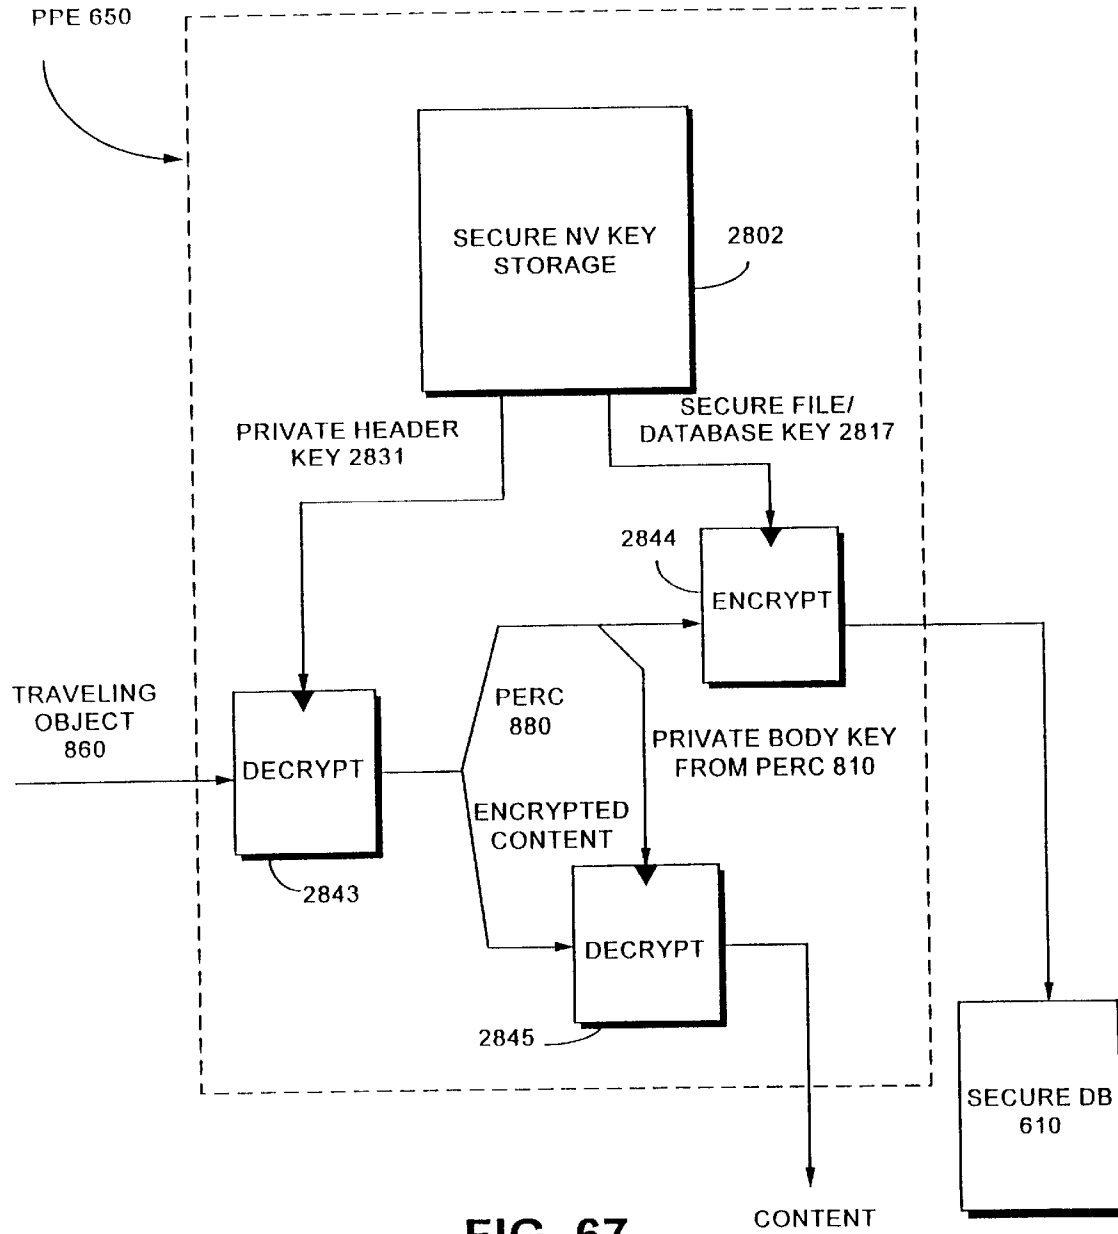 PPE 650
SECURE NV KEY
STORAGE
2802
PRIVATE HEADER
KEY 2831
SECURE FILE/
DATABASE KEY 2817
2844
ENCRYPT
TRAVELING
OBJECT
860
DECRYPT
PERC
880
PRIVATE BODY KEY
FROM PERC 810
ENCRYPTED
CONTENT
2843
DECRYPT
2845
SECURE DB
610
CONTENT
FIG. 67